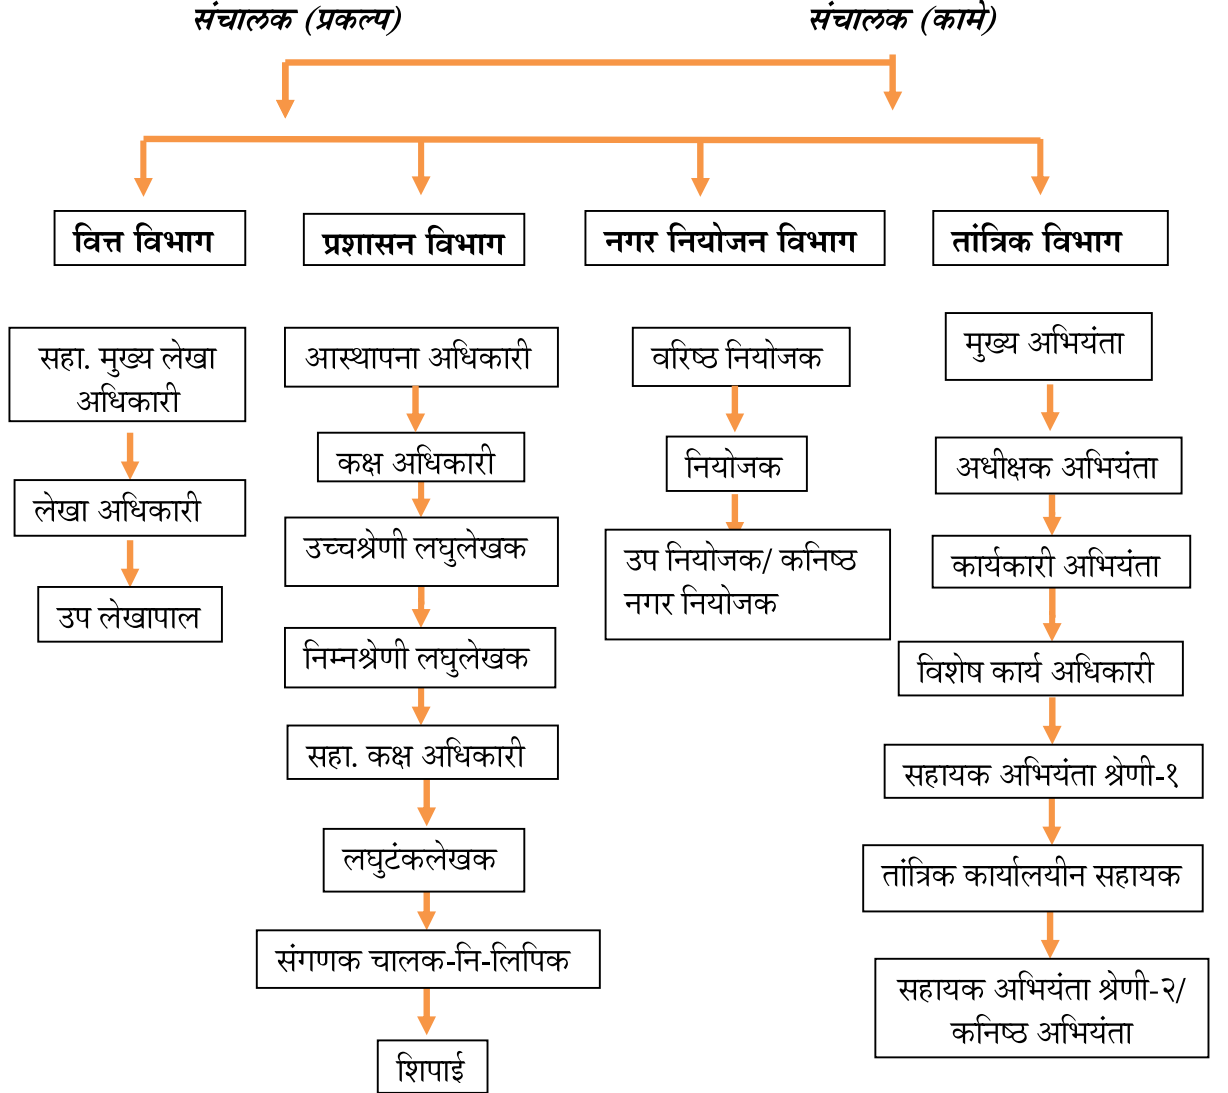 संचालक (प्रकल्प)
संचालक (कामे)
वित्त विभाग
प्रशासन विभाग
नगर नियोजन विभाग
तांत्रिक विभाग
सहा. मुख्य लेखा
अधिकारी
लेखा अधिकारी
उप लेखापाल
आस्थापना अधिकारी
कक्ष अधिकारी
उच्चश्रेणी लघुलेखक
निम्नश्रेणी लघुलेखक
सहा. कक्ष अधिकारी
लघुटंकलेखक
संगणक चालक-नि-लिपिक
शिपाई
वरिष्ठ नियोजक
नियोजक
उप नियोजक/ कनिष्ठ
नगर नियोजक
मुख्य अभियंता
अधीक्षक अभियंता
कार्यकारी अभियंता
विशेष कार्य अधिकारी
सहायक अभियंता श्रेणी-१
तांत्रिक कार्यालयीन सहायक
सहायक अभियंता श्रेणी-२/
कनिष्ठ अभियंता